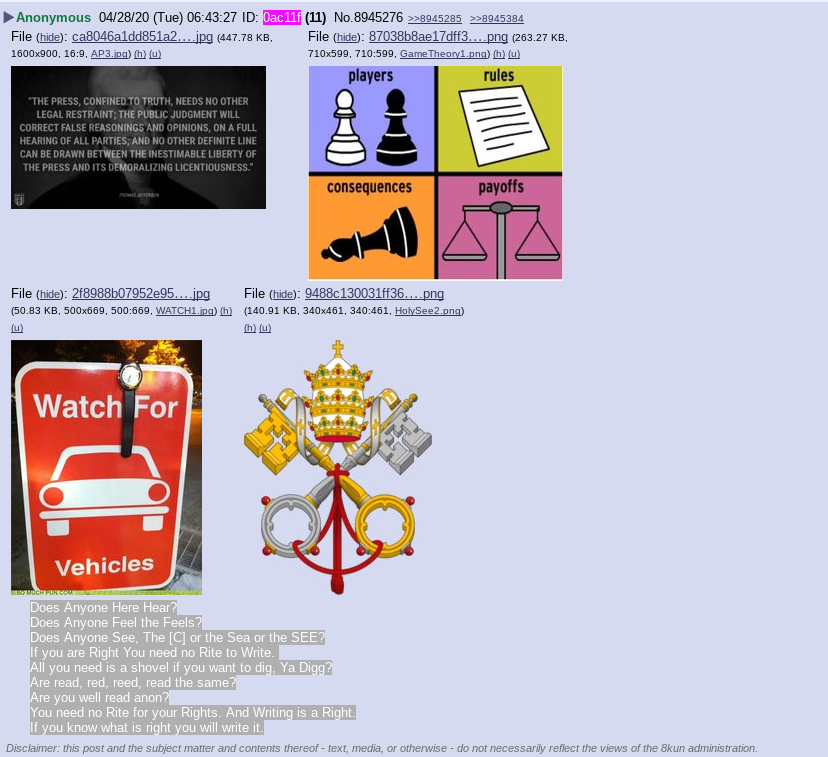 Anonymous 04/28/20 (Tue) 06:43:27 ID: 0ac11f (11) No.8945276 >>8945285 >>8945384
File (hide): ca8046a1dd851a2….jpg (447.78 KB,
1600x900, 16:9, AP3.jpg) (h) (u)
File (hide): 87038b8ae17dff3….png (263.27 KB,
710x599, 710:599, GameTheory1.png) (h) (u)
"THE PRESS, CONFINED TO TRUTH, NEEDS NO OTHER
LEGAL RESTRAINT; THE PUBLIC JUDGMENT WILL
CORRECT FALSE REASONINGS AND OPINIONS, ON A FULL
HEARING OF ALL PARTIES; AND NO OTHER DEFINITE LINE
CAN BE DRAWN BETWEEN THE INESTIMABLE LIBERTY OF
THE PRESS AND ITS DEMORALIZING LICENTIOUSNESS."
THOMAS JEFFERSON
players
rules
consequences
payoffs
File (hide): 2f8988b07952e95….jpg
(50.83 KB, 500x669, 500:669, WATCH1.jpg) (h)
(u)
File (hide): 9488c130031ff36….png
(140.91 KB, 340x461, 340:461, HolySee2.png)
(h) (u)
Watch For
Vehicles
SO MUCH PUN.COM
Does Anyone Here Hear?
Does Anyone Feel the Feels?
Does Anyone See, The [C] or the Sea or the SEE?
If you are Right You need no Rite to Write.
All you need is a shovel if you want to dig, Ya Digg?
Are read, red, reed, read the same?
Are you well read anon?
You need no Rite for your Rights. And Writing is a Right.
If you know what is right you will write it.
Disclaimer: this post and the subject matter and contents thereof - text, media, or otherwise - do not necessarily reflect the views of the 8kun administration.